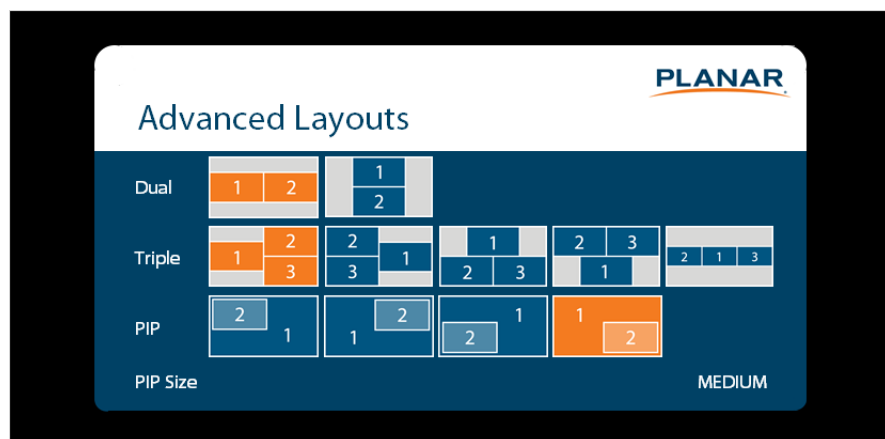 PLANAR
Advanced Layouts
Dual 1 2 1
2
Triple 1 2 3 2 3 1 1 2 3 2 3 1 2 1 3
PIP 2 1 2 1 1 2 1 2
PIP Size MEDIUM